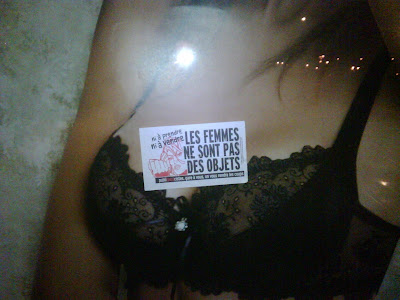 ni à prendre
ni à vendre
LES FEMMES
NE SONT PAS
DES OBJETS